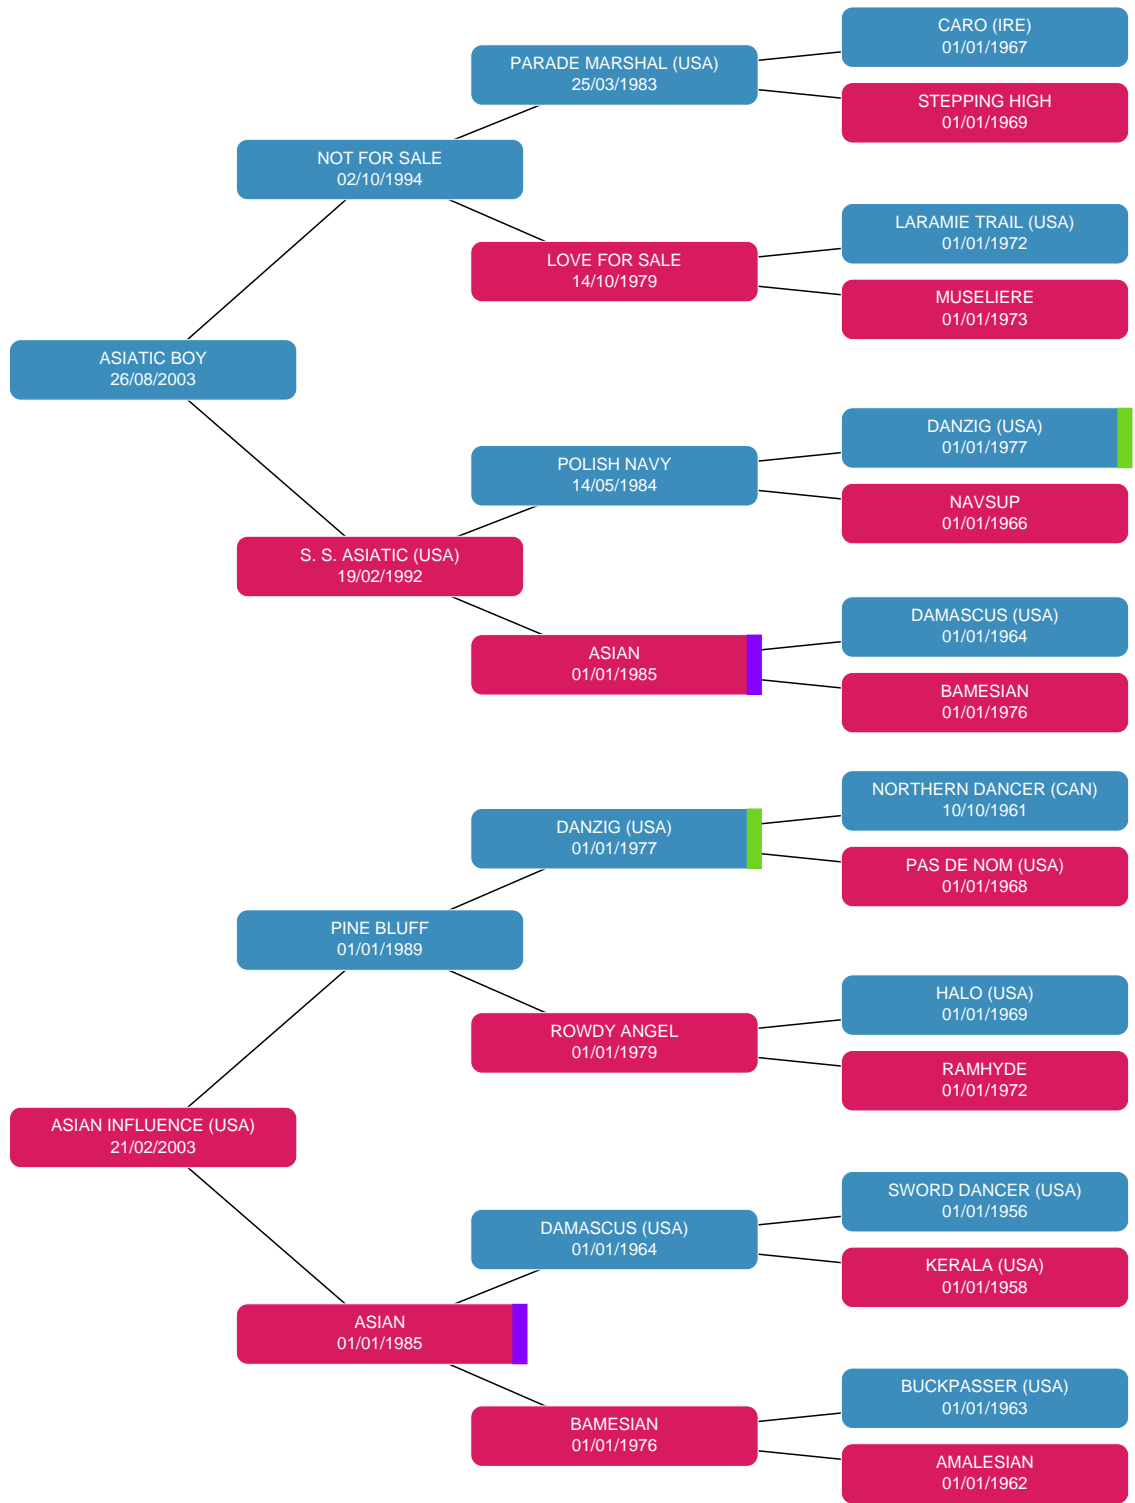 CARO (IRE)
01/01/1967
PARADE MARSHAL (USA)
25/03/1983
STEPPING HIGH
01/01/1969
NOT FOR SALE
02/10/1994
LARAMIE TRAIL (USA)
01/01/1972
LOVE FOR SALE
14/10/1979
MUSELIERE
01/01/1973
ASIATIC BOY
26/08/2003
DANZIG (USA)
01/01/1977
POLISH NAVY
14/05/1984
NAVSUP
01/01/1966
S. S. ASIATIC (USA)
19/02/1992
DAMASCUS (USA)
01/01/1964
ASIAN
01/01/1985
BAMESIAN
01/01/1976
NORTHERN DANCER (CAN)
10/10/1961
DANZIG (USA)
01/01/1977
PAS DE NOM (USA)
01/01/1968
PINE BLUFF
01/01/1989
HALO (USA)
01/01/1969
ROWDY ANGEL
01/01/1979
RAMHYDE
01/01/1972
ASIAN INFLUENCE (USA)
21/02/2003
SWORD DANCER (USA)
01/01/1956
DAMASCUS (USA)
01/01/1964
KERALA (USA)
01/01/1958
ASIAN
01/01/1985
BUCKPASSER (USA)
01/01/1963
BAMESIAN
01/01/1976
AMALESIAN
01/01/1962